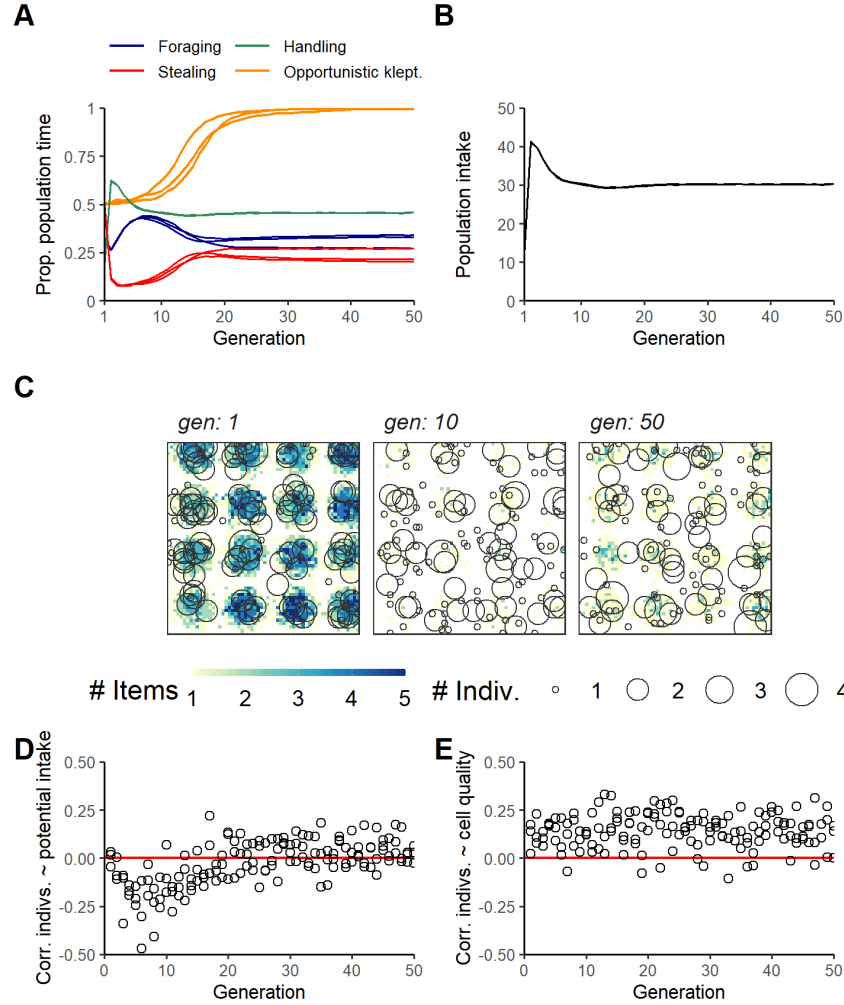 A
Foraging
Handling
Stealing
Opportunistic klept.
Prop. population time
1
0.75
0.5
0.25
0
1
10
20
30
40
50
Generation
B
Population intake
50
40
30
20
10
0
1
10
20
30
40
50
Generation
C
gen: 1
gen: 10
gen: 50
# Items
1
2
3
4
5
# Indiv.
1
2
3
4
D
Corr. indivs. ~ potential intake
0.50
0.25
0.00
-0.25
-0.50
0
10
20
30
40
50
Generation
E
Corr. indivs. ~ cell quality
0.50
0.25
0.00
-0.25
-0.50
0
10
20
30
40
50
Generation